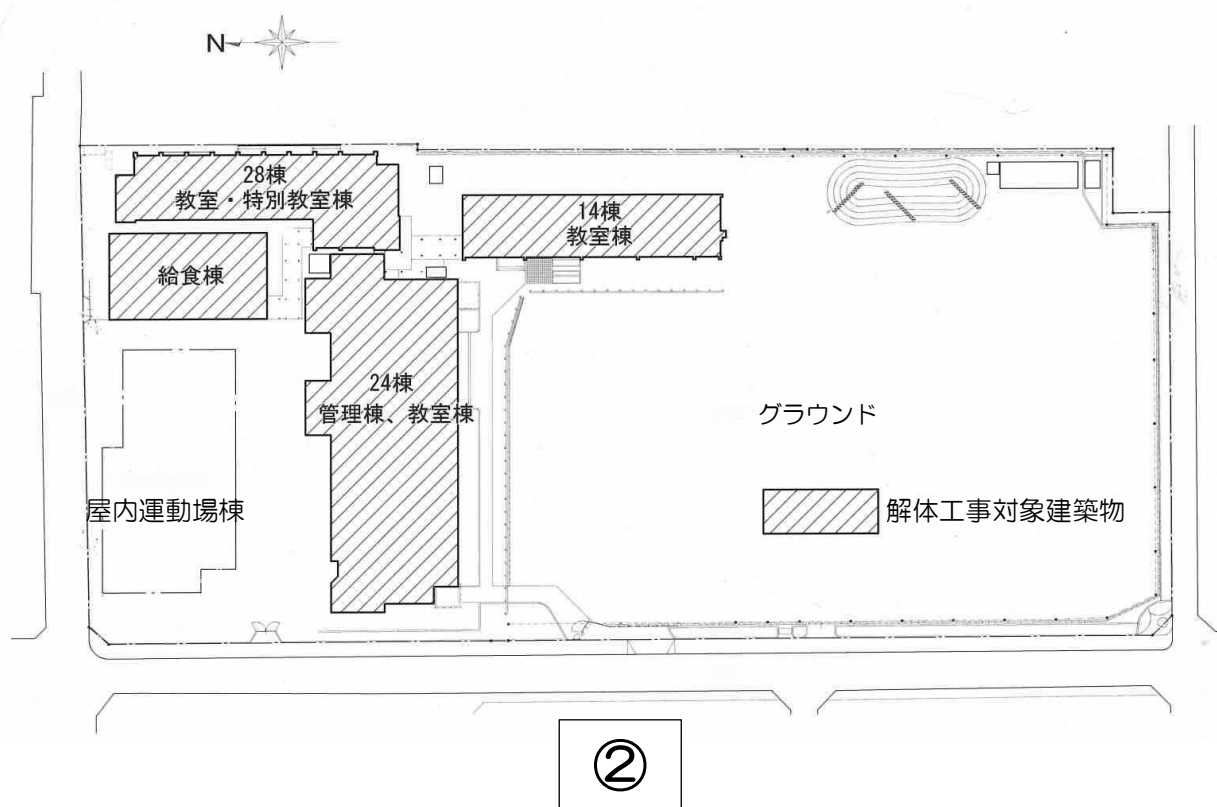 N
28棟
教室・特別教室棟
14棟
教室棟
給食棟
24棟
管理棟、教室棟
グラウンド
屋内運動場棟
解体工事対象建築物
②